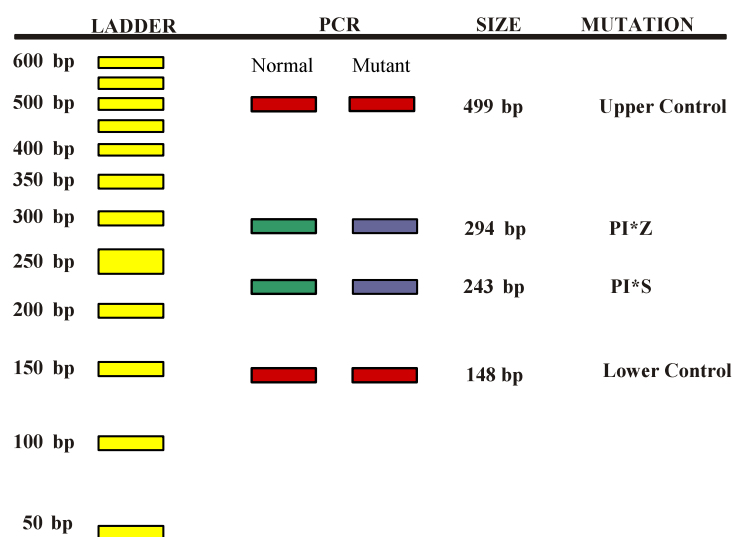 LADDER PCR SIZE MUTATION
600 bp Normal Mutant
500 bp 499 bp Upper Control
400 bp
350 bp
300 bp 294 bp PI*Z
250 bp
243 bp PI*S
200 bp
150 bp 148 bp Lower Control
100 bp
50 bp